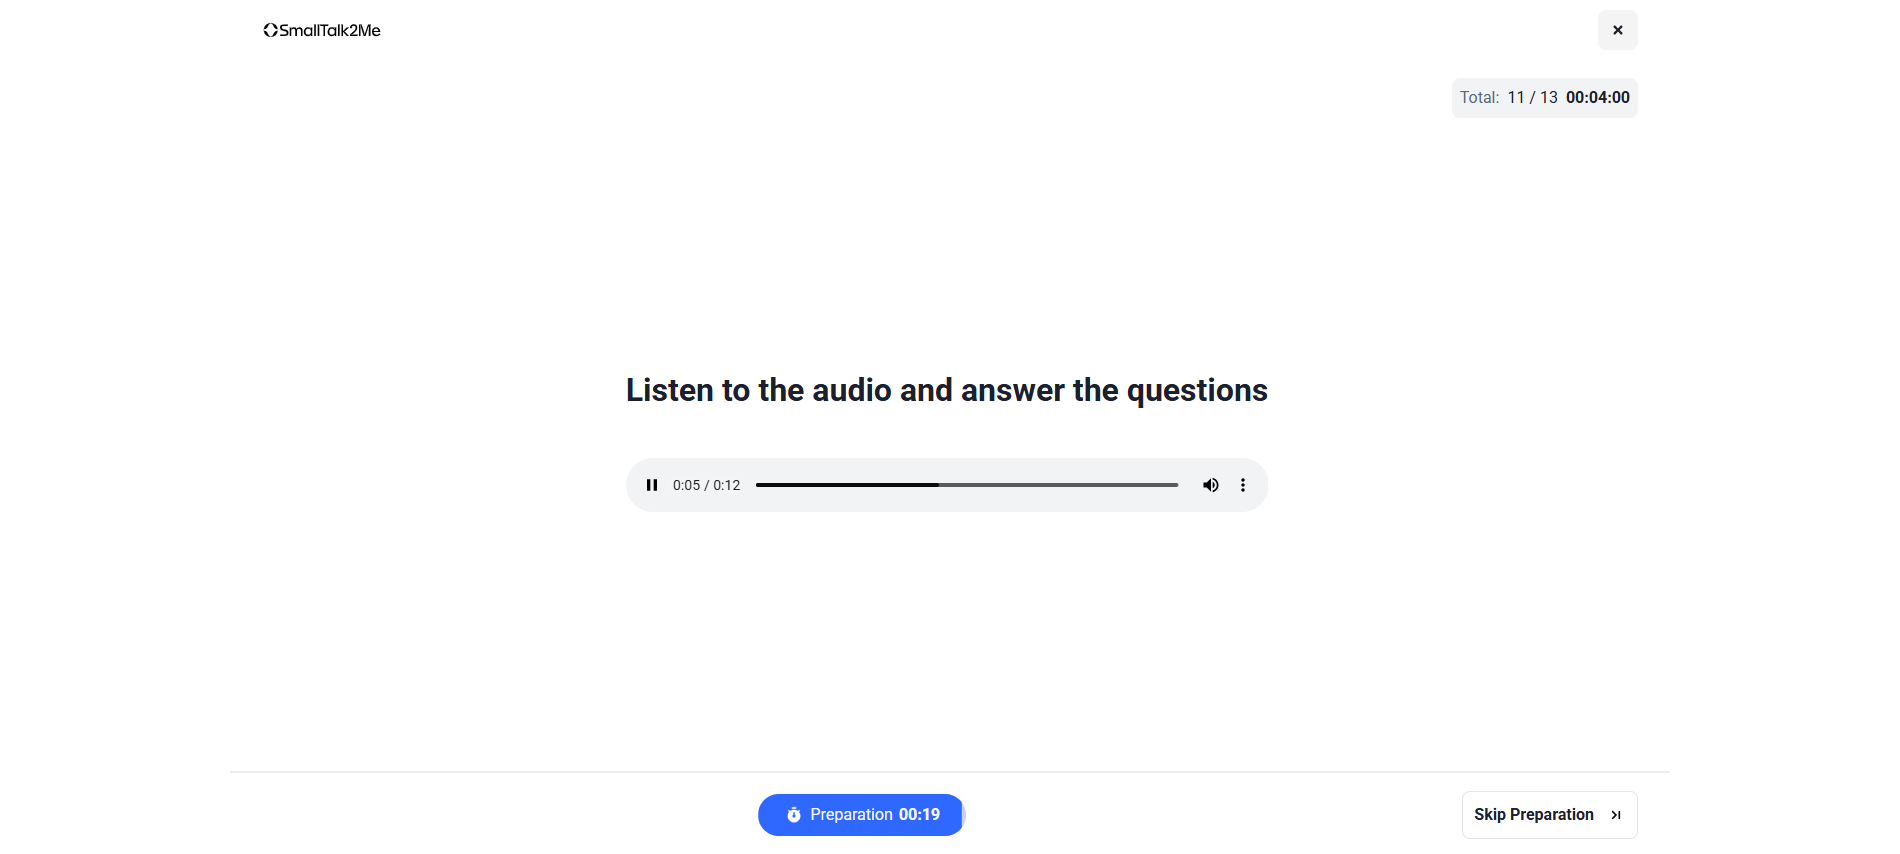 SmallTalk2Me
Total: 11 / 13 00:04:00
Listen to the audio and answer the questions
0:05 / 0:12
Preparation 00:19
Skip Preparation